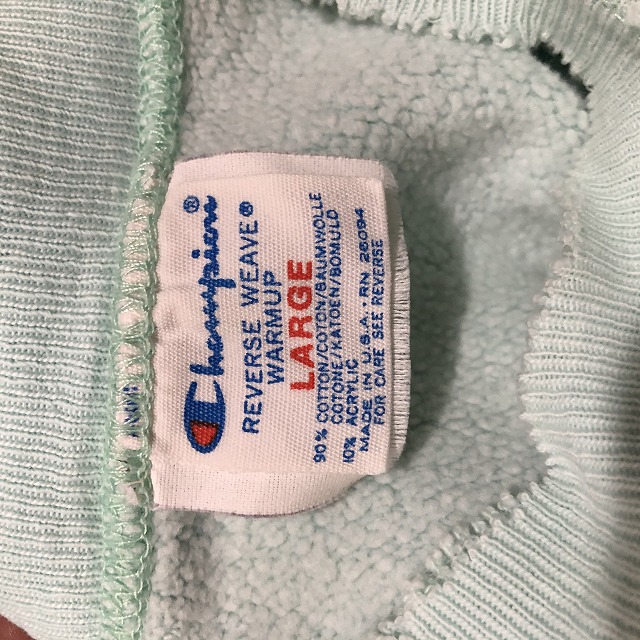 Champion®
REVERSE WEAVE®
WARMUP
LARGE
90% COTTON/COTON/BAUMWOLLE
COTONE/KATOEN/BOMULD
10% ACRYLIC
MADE IN U.S.A. RN 26094
FOR CARE SEE REVERSE